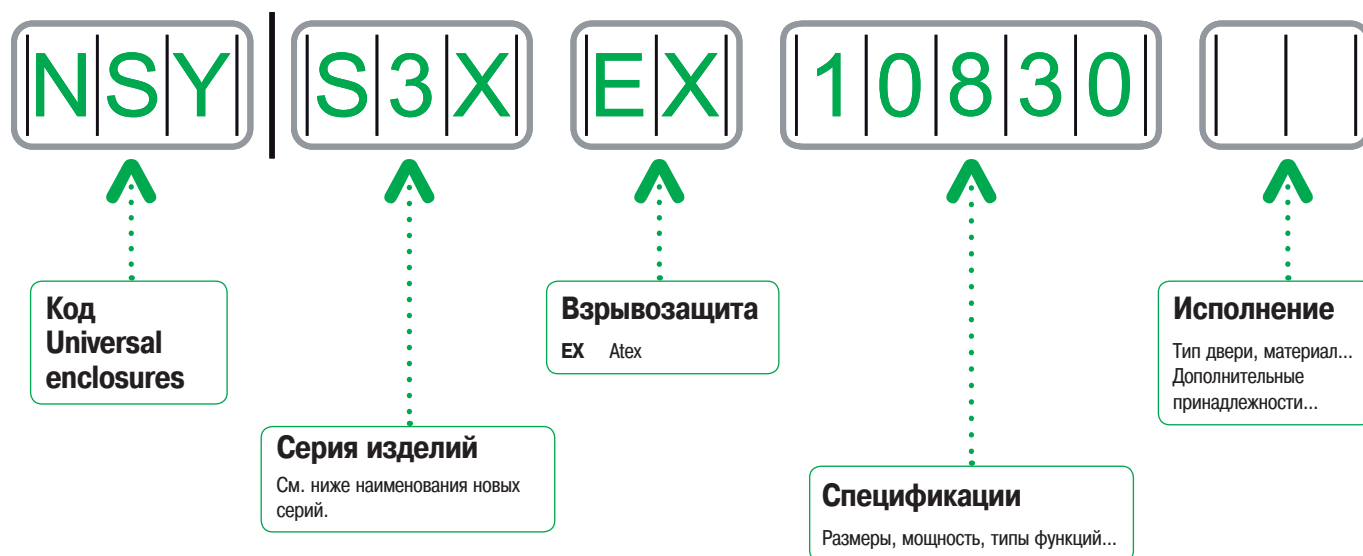 NSY S3X EX 10830
Код
Universal
enclosures
Взрывозащита
EX Atex
Исполнение
Тип двери, материал...
Дополнительные
принадлежности...
Серия изделий
См. ниже наименования новых
серий.
Спецификации
Размеры, мощность, типы функций...